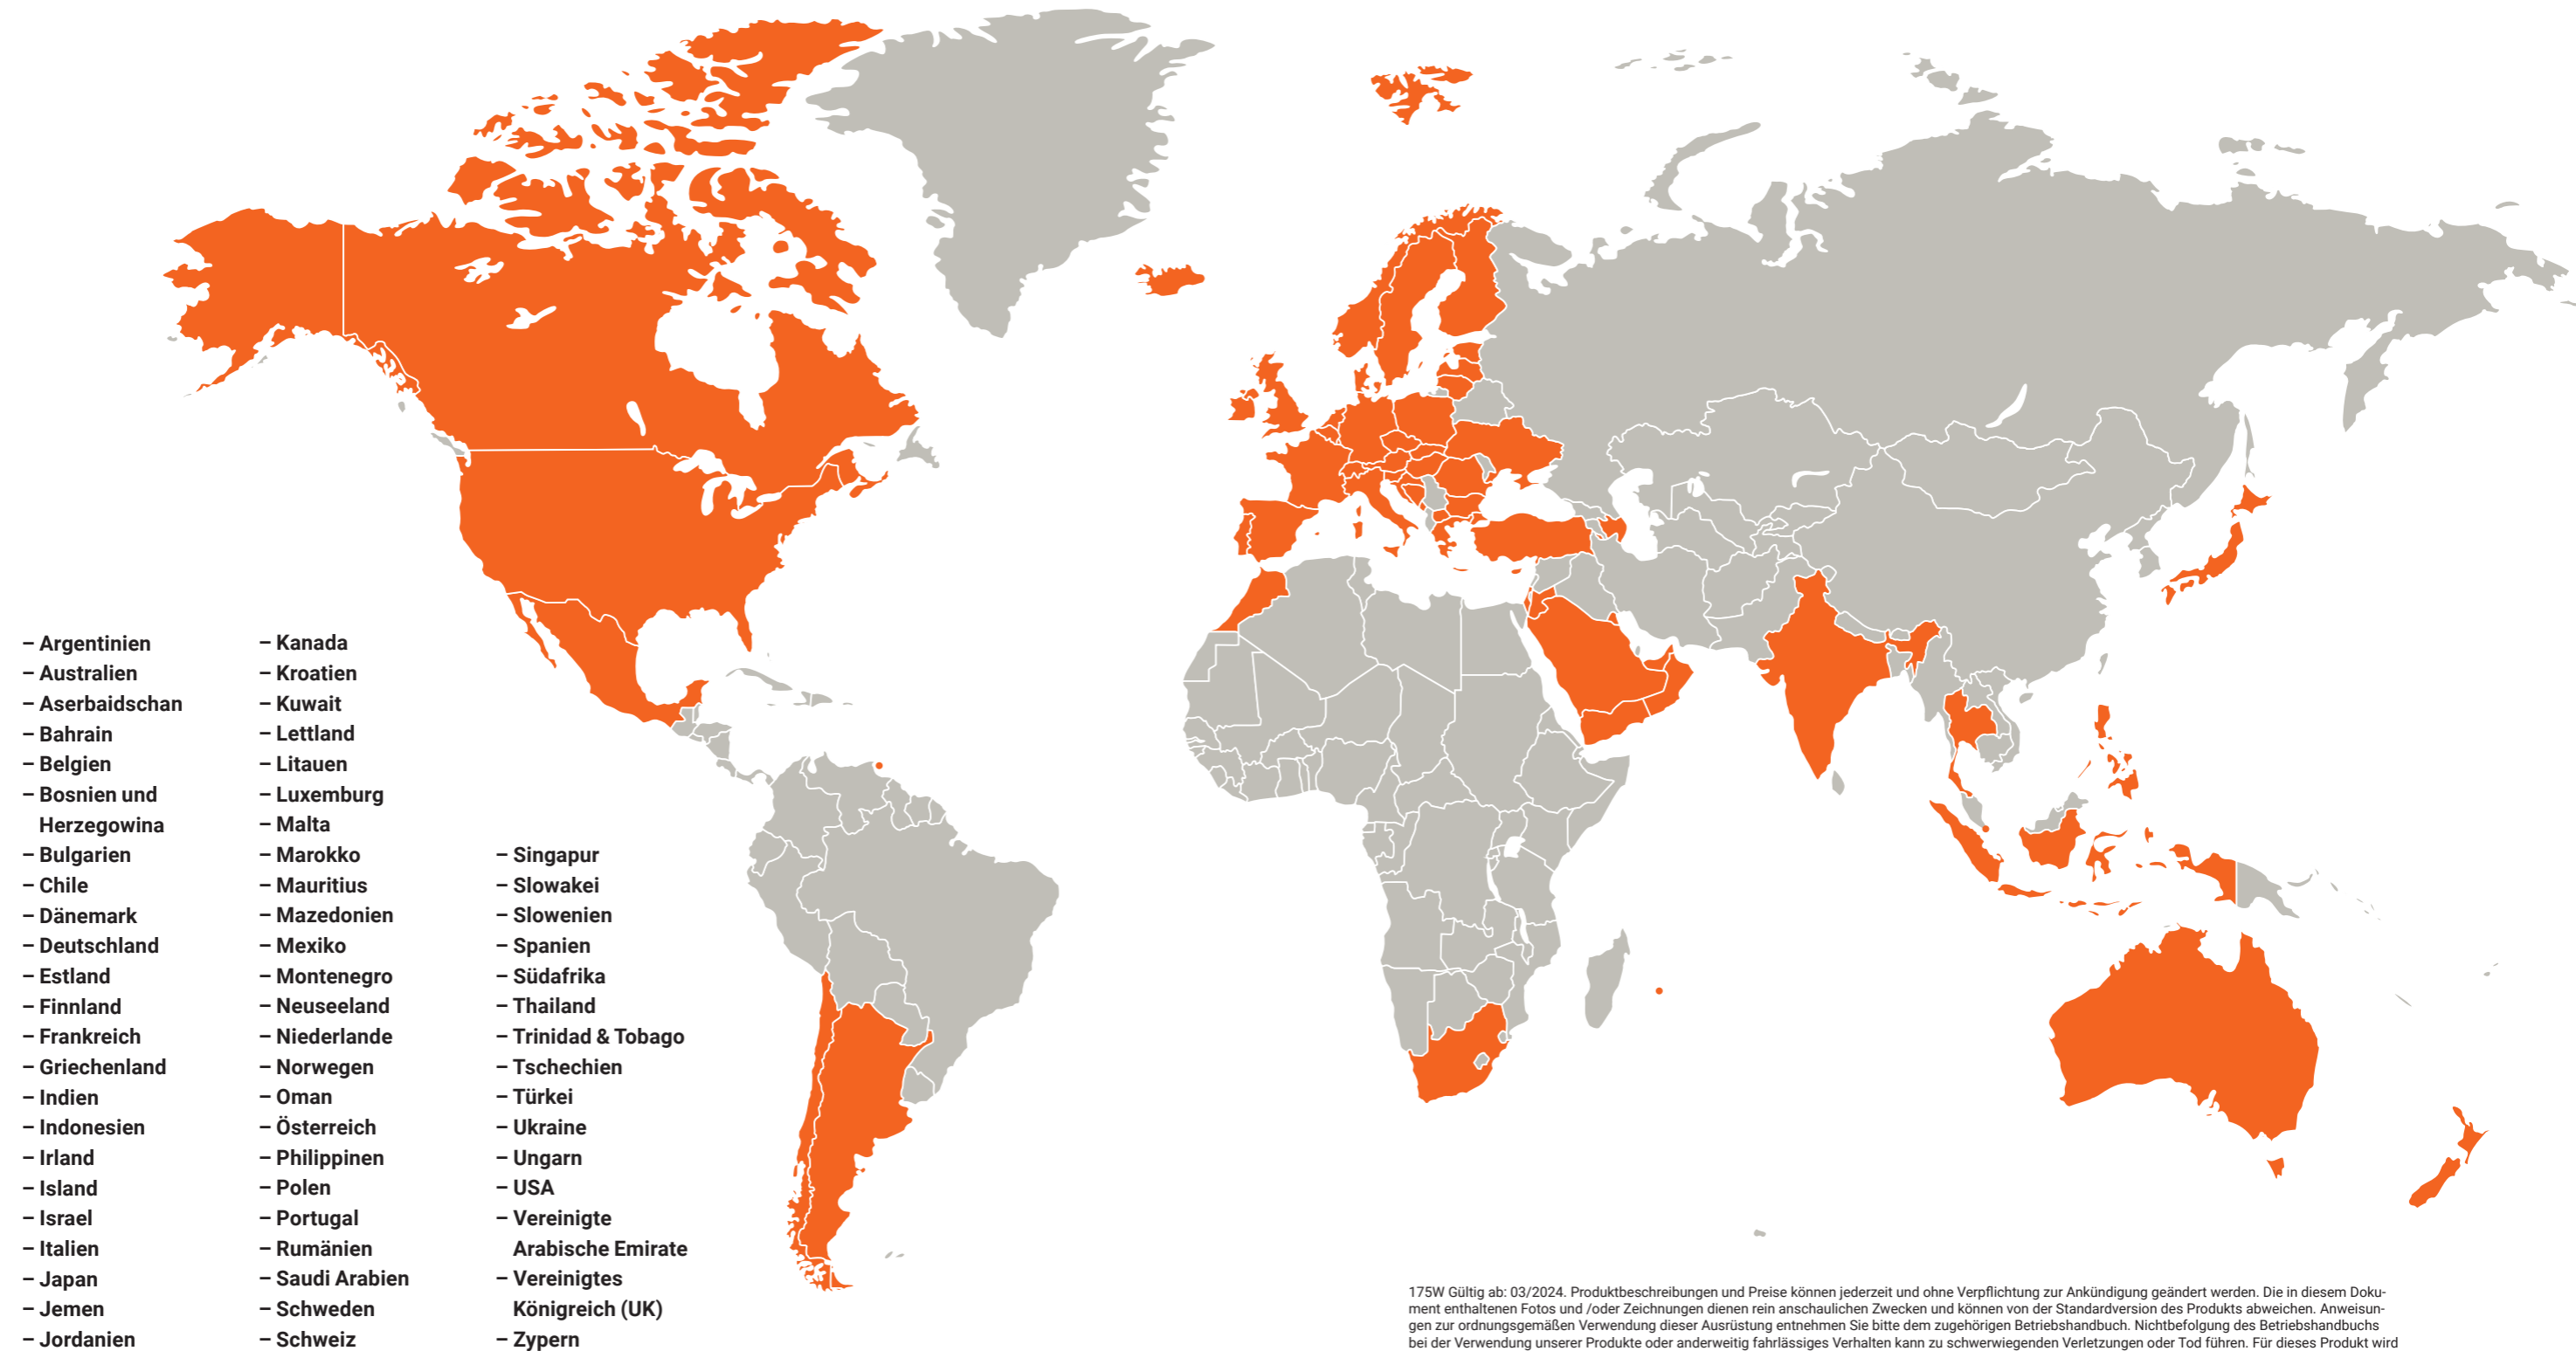 – Argentinien
– Australien
– Aserbaidschan
– Bahrain
– Belgien
– Bosnien und
Herzegowina
– Bulgarien
– Chile
– Dänemark
– Deutschland
– Estland
– Finnland
– Frankreich
– Griechenland
– Indien
– Indonesien
– Irland
– Island
– Israel
– Italien
– Japan
– Jemen
– Jordanien
– Kanada
– Kroatien
– Kuwait
– Lettland
– Litauen
– Luxemburg
– Malta
– Marokko
– Mauritius
– Mazedonien
– Mexiko
– Montenegro
– Neuseeland
– Niederlande
– Norwegen
– Oman
– Österreich
– Philippinen
– Polen
– Portugal
– Rumänien
– Saudi Arabien
– Schweden
– Schweiz
– Singapur
– Slowakei
– Slowenien
– Spanien
– Südafrika
– Thailand
– Trinidad & Tobago
– Tschechien
– Türkei
– Ukraine
– Ungarn
– USA
– Vereinigte
Arabische Emirate
– Vereinigtes
Königreich (UK)
– Zypern
175W Gültig ab: 03/2024. Produktbeschreibungen und Preise können jederzeit und ohne Verpflichtung zur Ankündigung geändert werden. Die in diesem Doku-
ment enthaltenen Fotos und /oder Zeichnungen dienen rein anschaulichen Zwecken und können von der Standardversion des Produkts abweichen. Anweisun-
gen zur ordnungsgemäßen Verwendung dieser Ausrüstung entnehmen Sie bitte dem zugehörigen Betriebshandbuch. Nichtbefolgung des Betriebshandbuchs
bei der Verwendung unserer Produkte oder anderweitig fahrlässiges Verhalten kann zu schwerwiegenden Verletzungen oder Tod führen. Für dieses Produkt wird